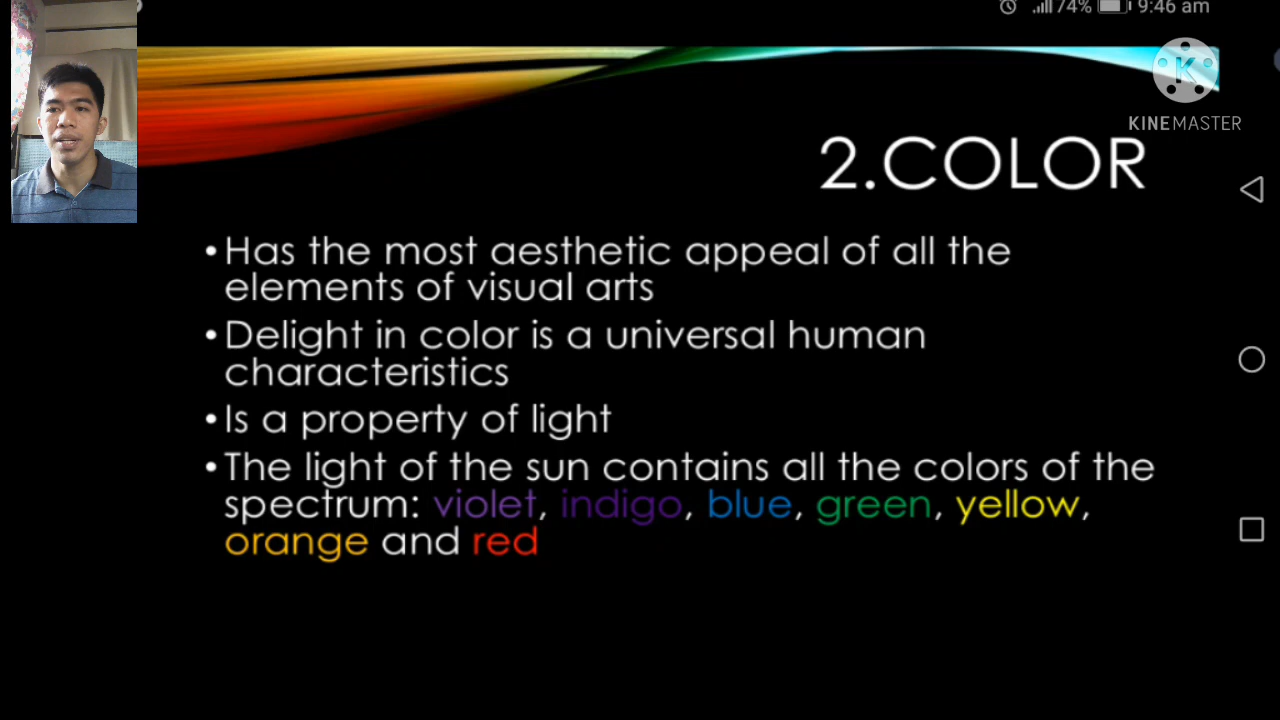 74% 9:46 am
K
KINEMASTER
2.COLOR
•Has the most aesthetic appeal of all the
elements of visual arts
•Delight in color is a universal human
characteristics
•Is a property of light
•The light of the sun contains all the colors of the
spectrum: violet, indigo, blue, green, yellow,
orange and red